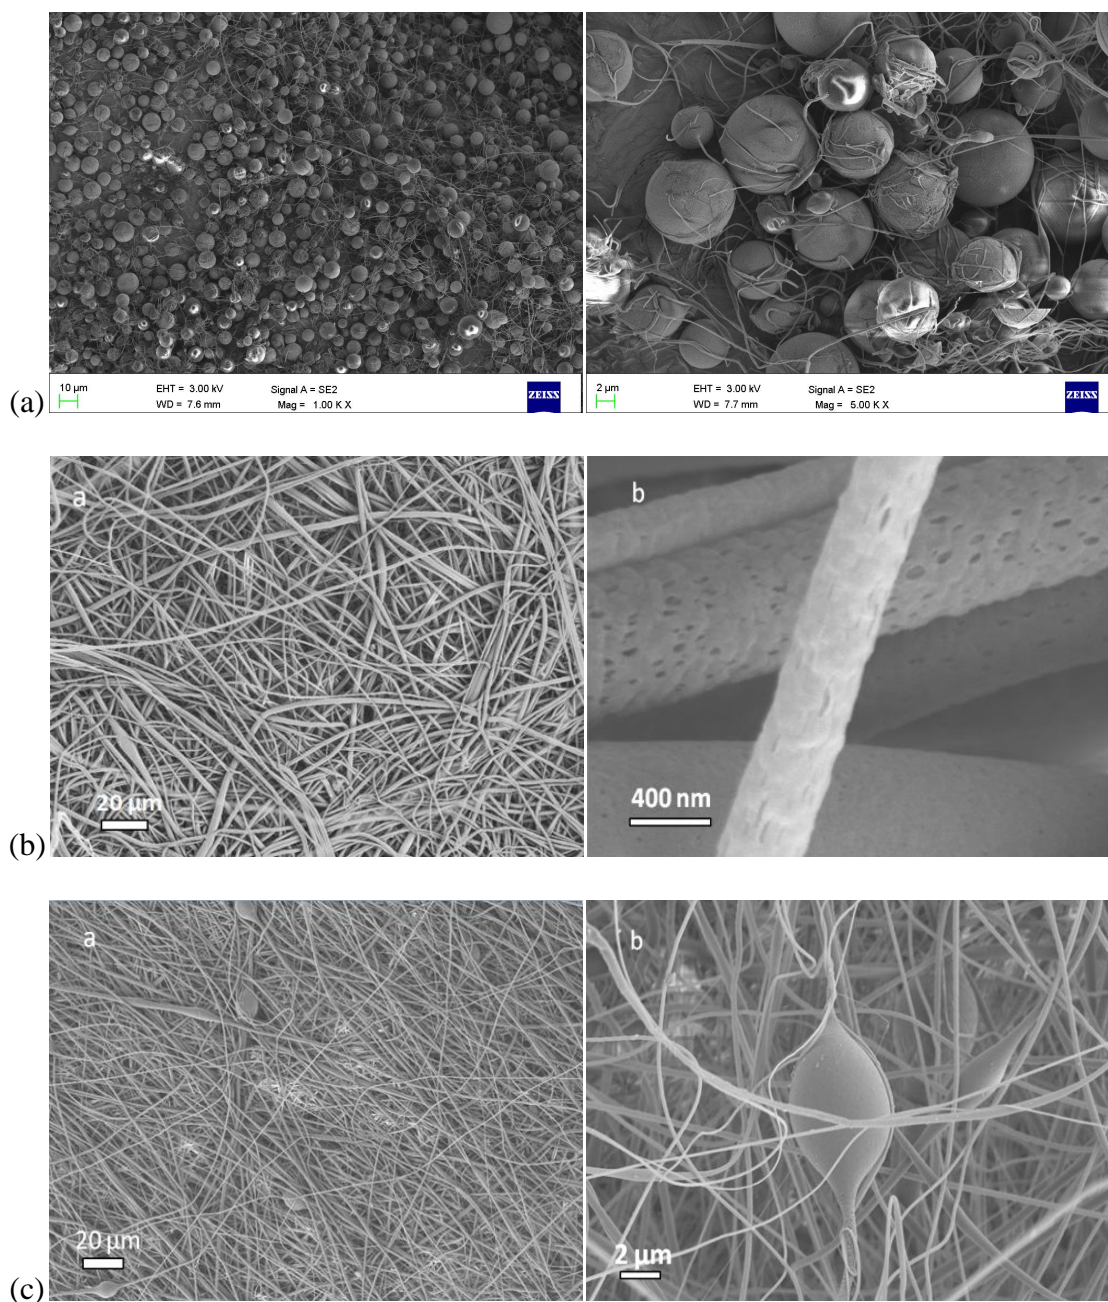 10 µm
EHT = 3.00 kV
Signal A = SE2
WD = 7.6 mm
Mag = 1.00 K X
ZEISS
2 µm
EHT = 3.00 kV
Signal A = SE2
WD = 7.7 mm
Mag = 5.00 K X
ZEISS
(a)
a
20 µm
b
400 nm
(b)
a
20 µm
b
2 µm
(c)